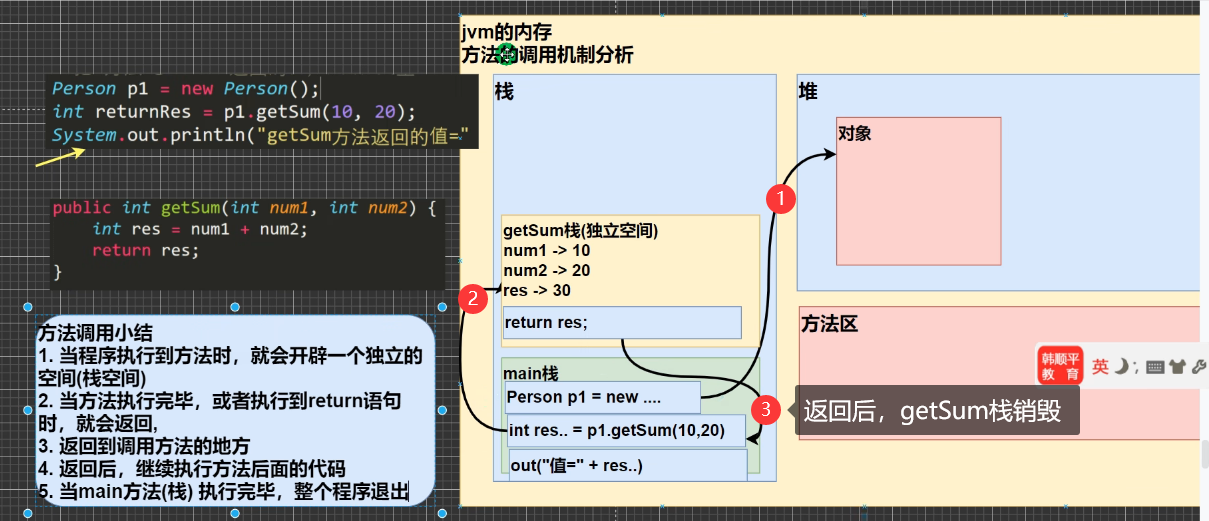 jvm的内存
方法的调用机制分析
Person p1 = new Person();
int returnRes = p1.getSum(10, 20);
System.out.println("getSum方法返回的值="
public int getSum(int num1, int num2) {
int res = num1 + num2;
return res;
}
方法调用小结
1. 当程序执行到方法时，就会开辟一个独立的
空间(栈空间)
2. 当方法执行完毕，或者执行到return语句
时，就会返回,
3. 返回到调用方法的地方
4. 返回后，继续执行方法后面的代码
5. 当main方法(栈) 执行完毕，整个程序退出
栈
getSum栈(独立空间)
num1 -> 10
num2 -> 20
res -> 30
return res;
main栈
Person p1 = new ....
int res.. = p1.getSum(10,20)
out("值=" + res..)
1
2
3
返回后，getSum栈销毁
堆
对象
方法区
韩顺平
教 育
英